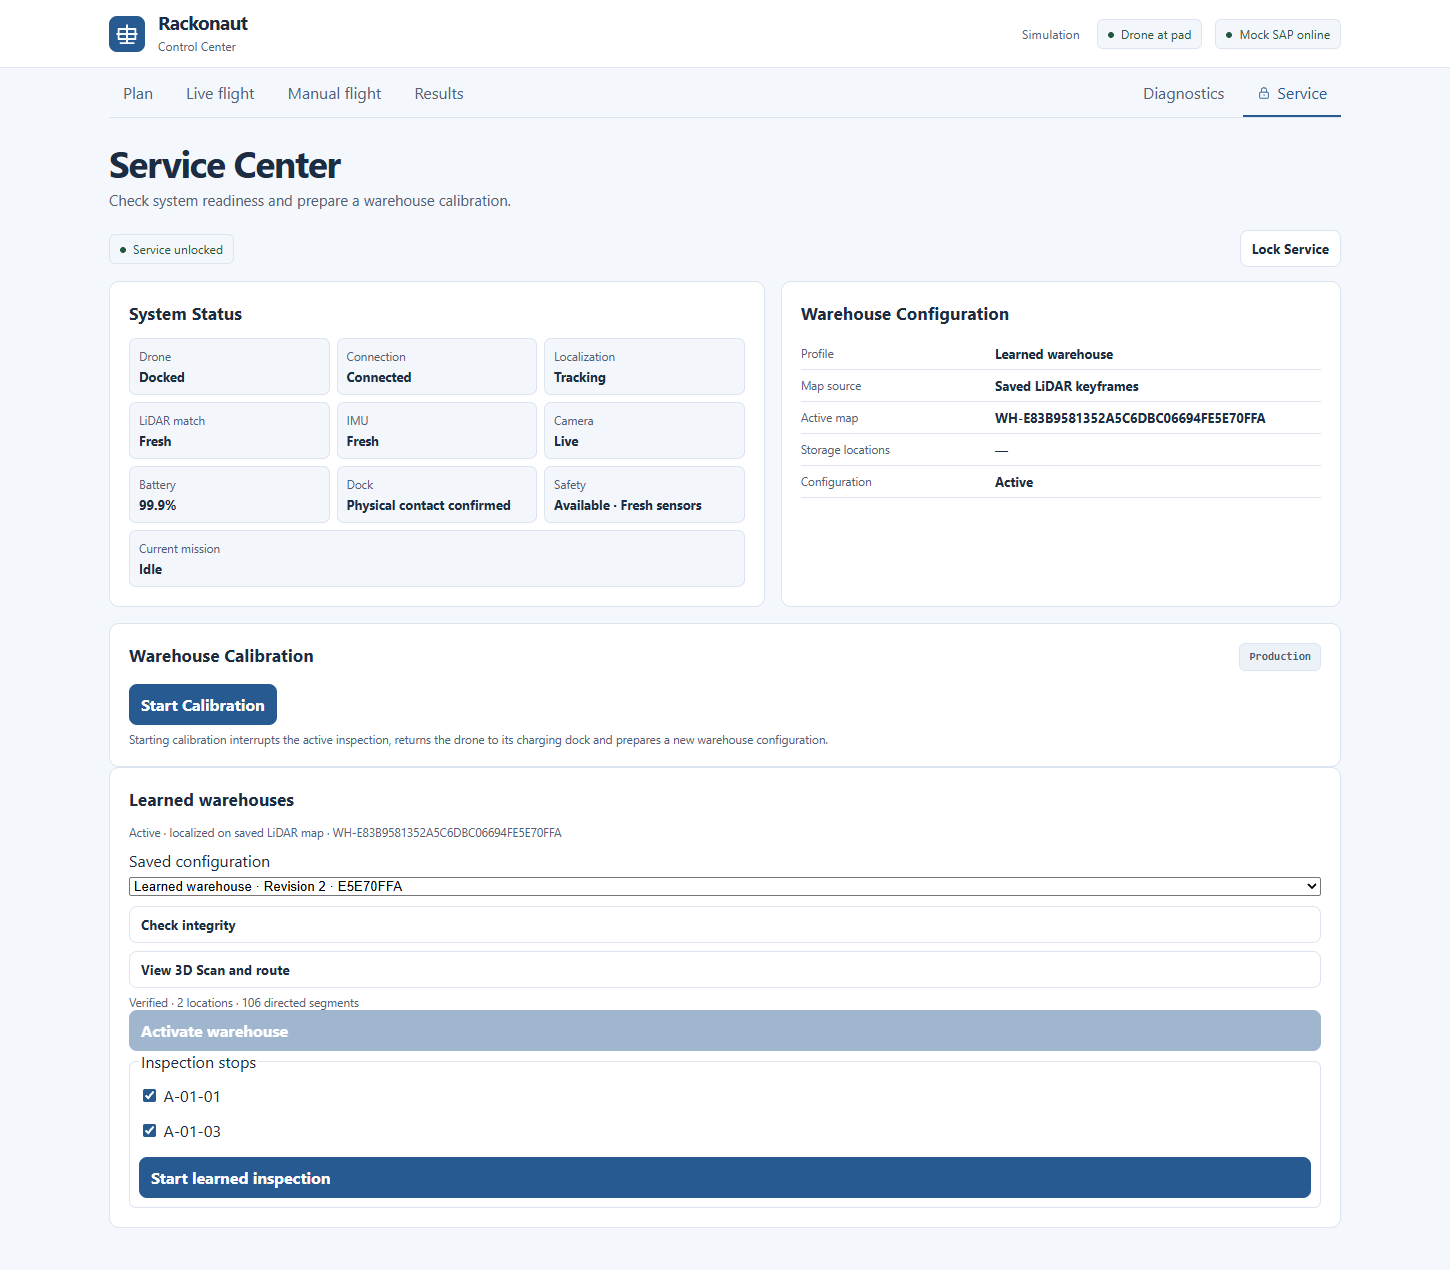 Rackonaut
Control Center
Simulation
Drone at pad
Mock SAP online
Plan
Live flight
Manual flight
Results
Diagnostics
Service
Service Center
Check system readiness and prepare a warehouse calibration.
Service unlocked
Lock Service
System Status
Drone
Docked
Connection
Connected
Localization
Tracking
LiDAR match
Fresh
IMU
Fresh
Camera
Live
Battery
99.9%
Dock
Physical contact confirmed
Safety
Available · Fresh sensors
Current mission
Idle
Warehouse Configuration
Profile
Learned warehouse
Map source
Saved LiDAR keyframes
Active map
WH-E83B9581352A5C6DBC06694FE5E70FFA
Storage locations
—
Configuration
Active
Warehouse Calibration
Production
Start Calibration
Starting calibration interrupts the active inspection, returns the drone to its charging dock and prepares a new warehouse configuration.
Learned warehouses
Active · localized on saved LiDAR map · WH-E83B9581352A5C6DBC06694FE5E70FFA
Saved configuration
Learned warehouse · Revision 2 · E5E70FFA
Check integrity
View 3D Scan and route
Verified · 2 locations · 106 directed segments
Activate warehouse
Inspection stops
A-01-01
A-01-03
Start learned inspection